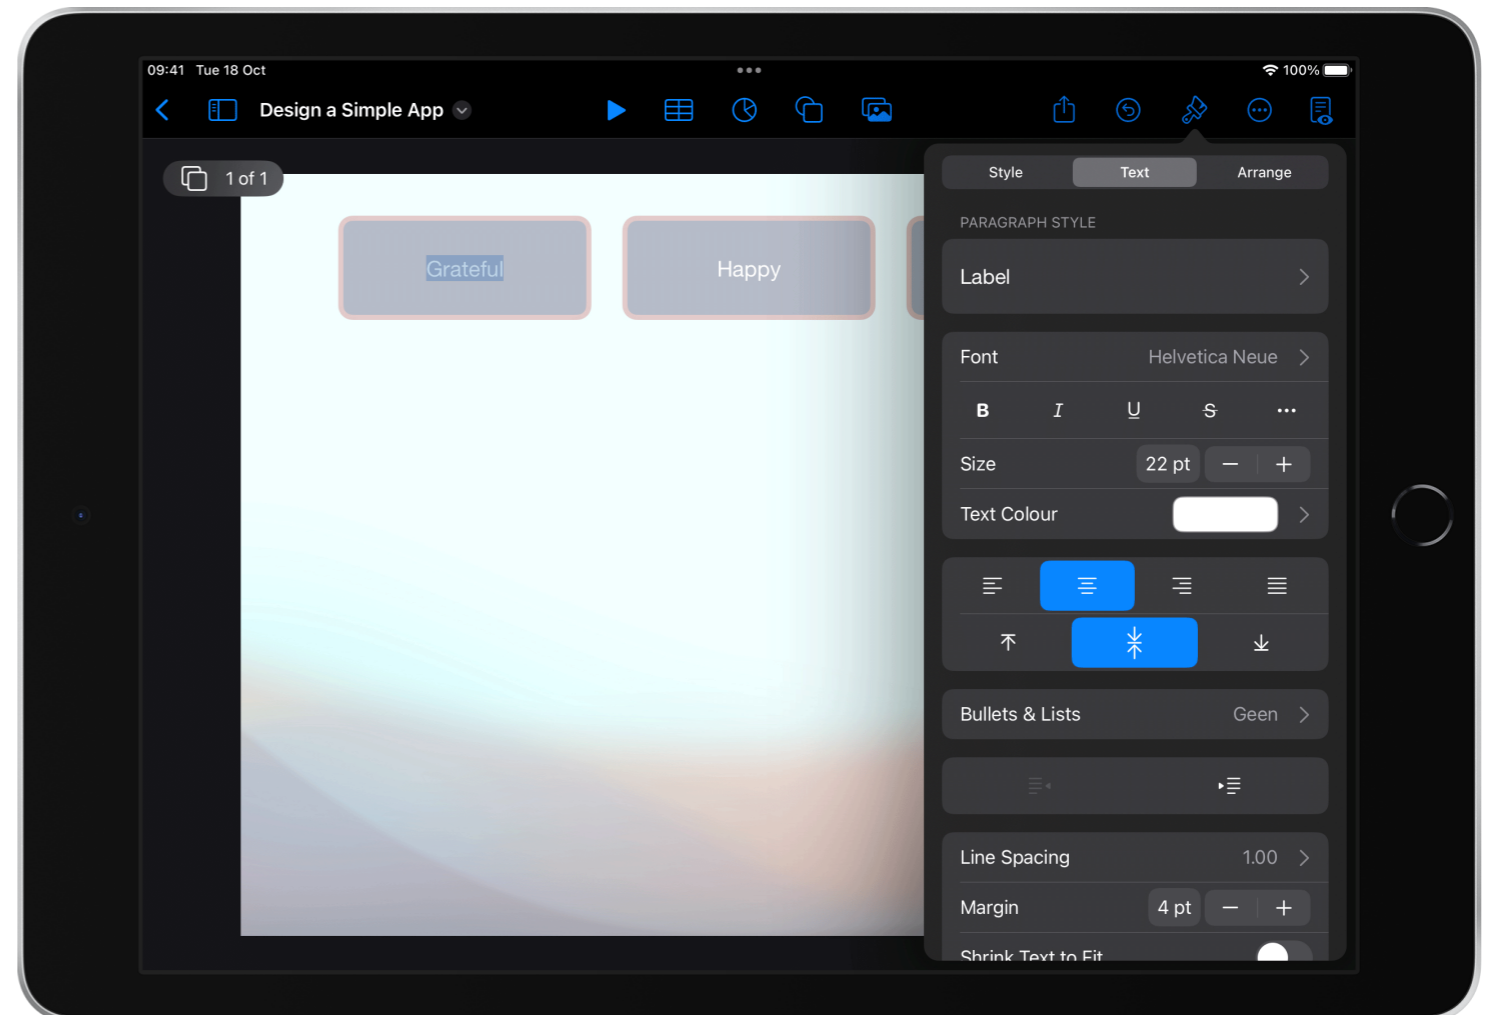 09:41 Tue 18 Oct
100%
Design a Simple App
1 of 1
Grateful
Happy
Style Text Arrange
PARAGRAPH STYLE
Label
Font Helvetica Neue
B I U S
Size 22 pt
Text Colour
Bullets & Lists Geen
Line Spacing 1.00
Margin 4 pt
Shrink Text to Fit